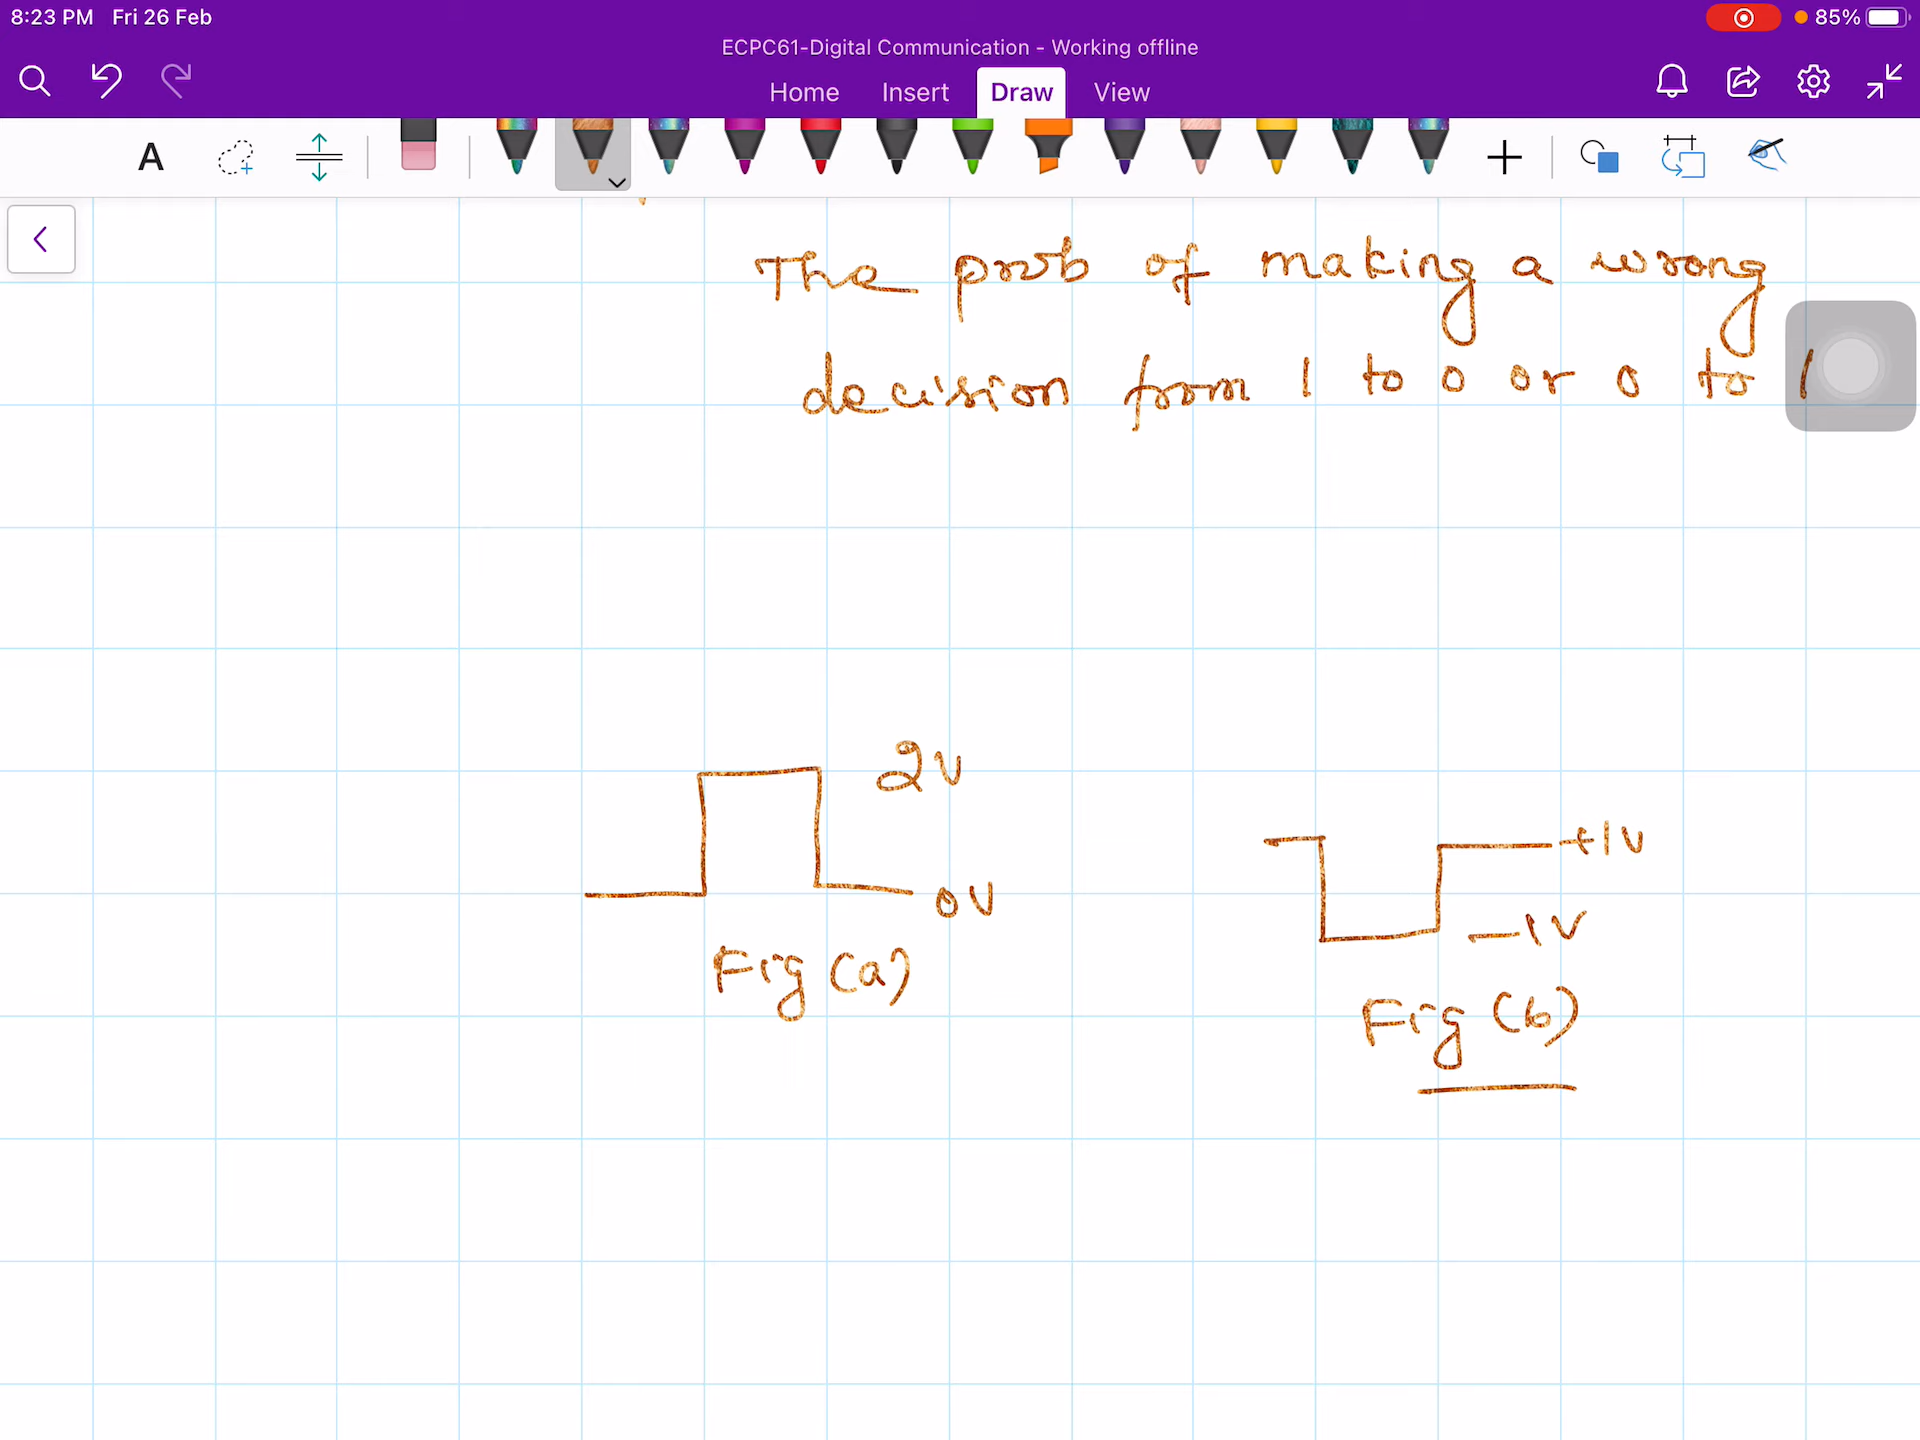 8:23 PM Fri 26 Feb
85%
ECPC61-Digital Communication - Working offline
Home Insert Draw View
A
The prob of making a wrong
decision from 1 to 0 or 0 to 1
2V
0V
Fig (a)
+1V
-1V
Fig (b)